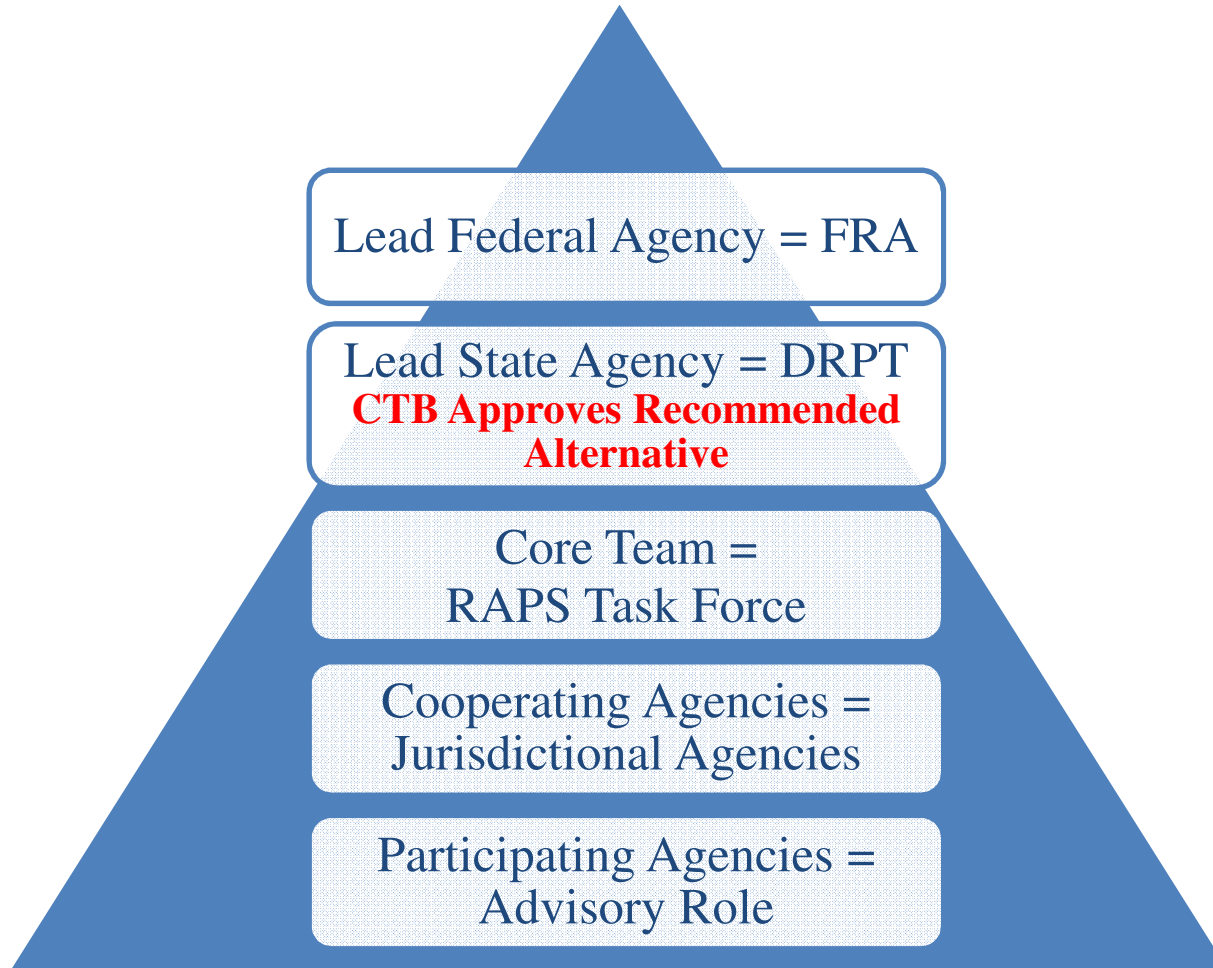 Lead Federal Agency = FRA
Lead State Agency = DRPT
CTB Approves Recommended
Alternative
Core Team =
RAPS Task Force
Cooperating Agencies =
Jurisdictional Agencies
Participating Agencies =
Advisory Role